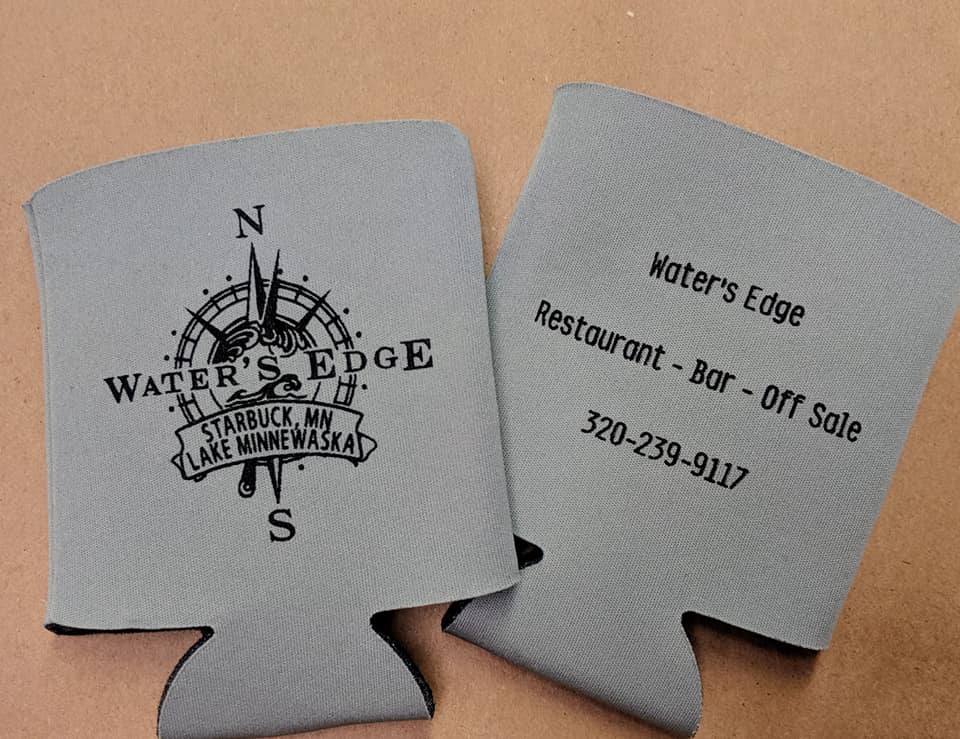 N
WATER'S EDGE
STARBUCK, MN
LAKE MINNEWASKA
S
Water's Edge
Restaurant - Bar - Off Sale
320-239-9117